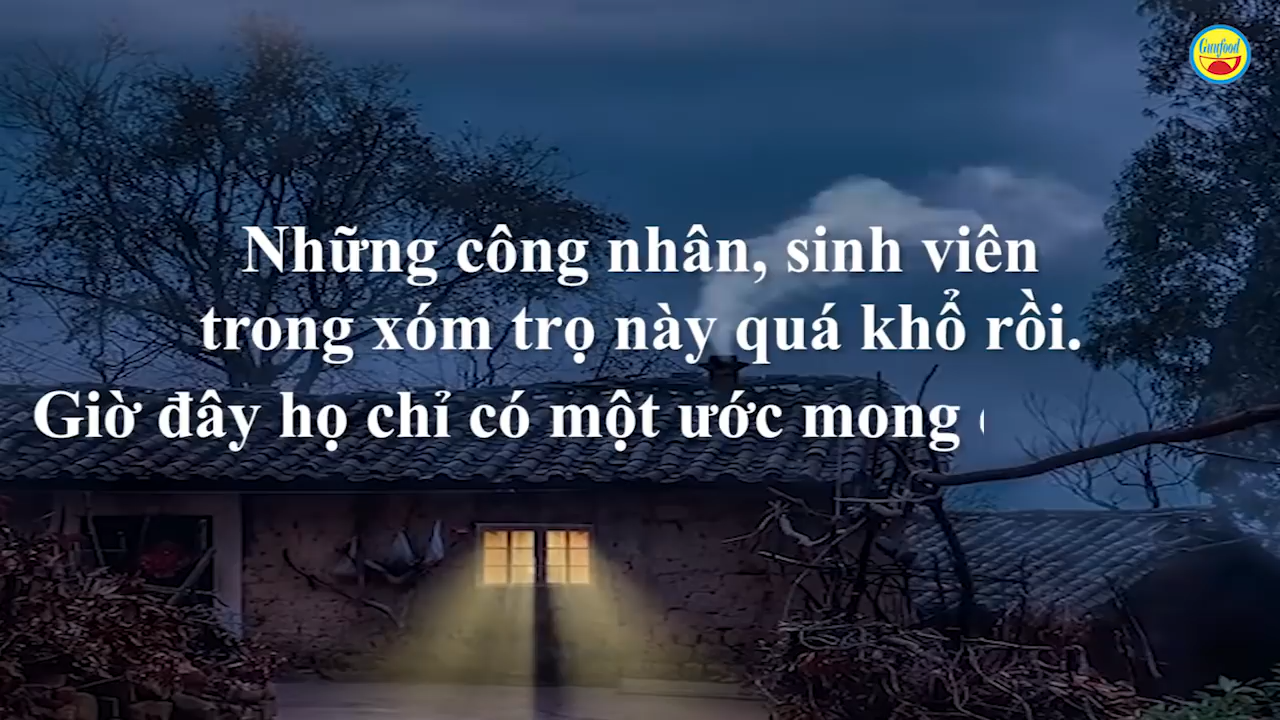 Guufood
Những công nhân, sinh viên
trong xóm trọ này quá khổ rồi.
Giờ đây họ chỉ có một ước mong